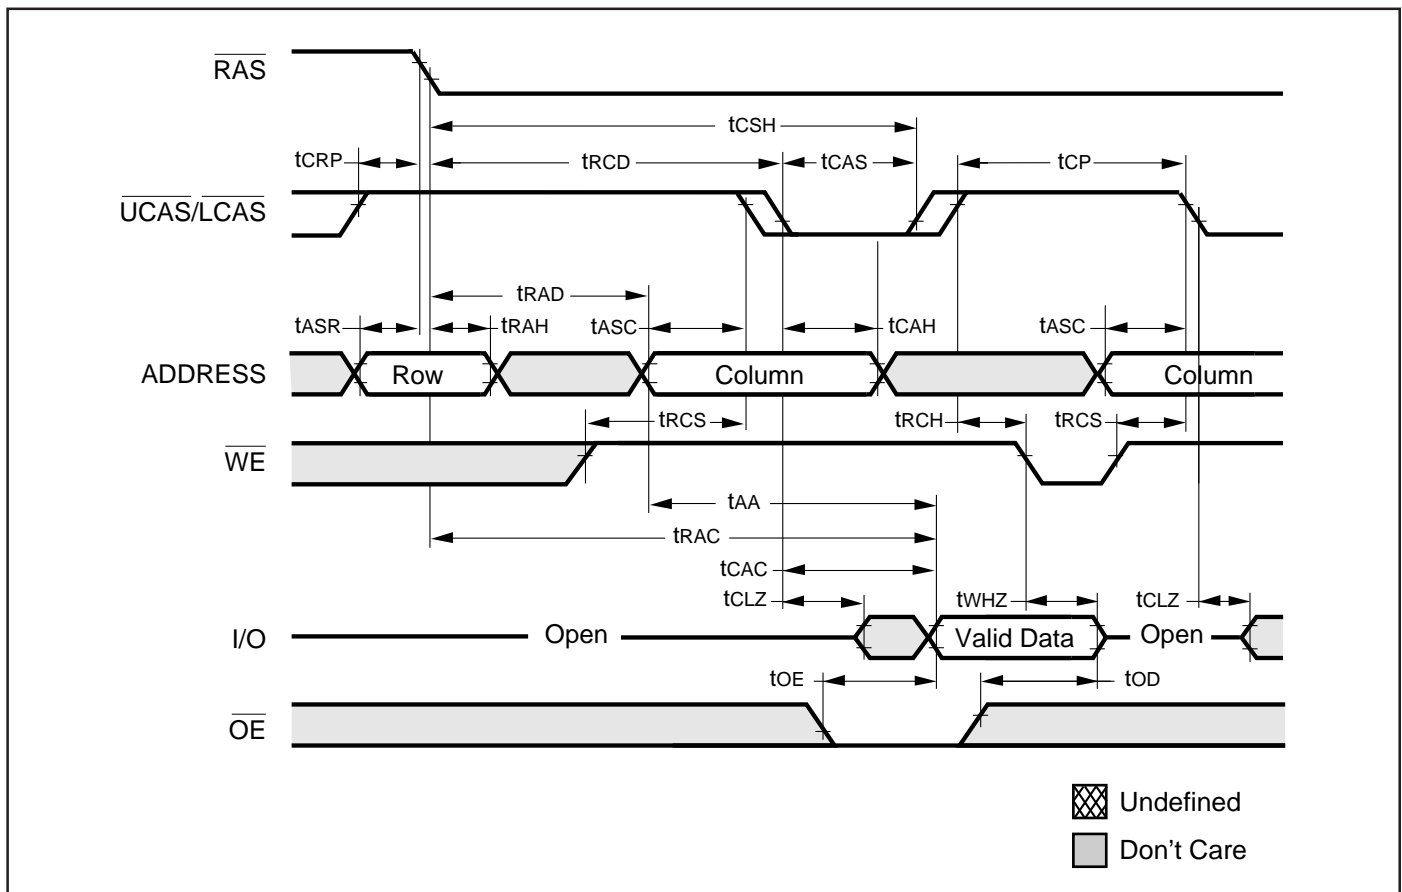 RAS
tCSH
tCRP tRCD tCAS tCP
UCAS/LCAS
tRAD
tASR tRAH tASC tCAH tASC
ADDRESS Row Column Column
tRCS tRCH tRCS
WE
tAA
tRAC
tCAC
tCLZ tWHZ tCLZ
I/O Open Valid Data Open
tOE tOD
OE
Undefined
Don't Care